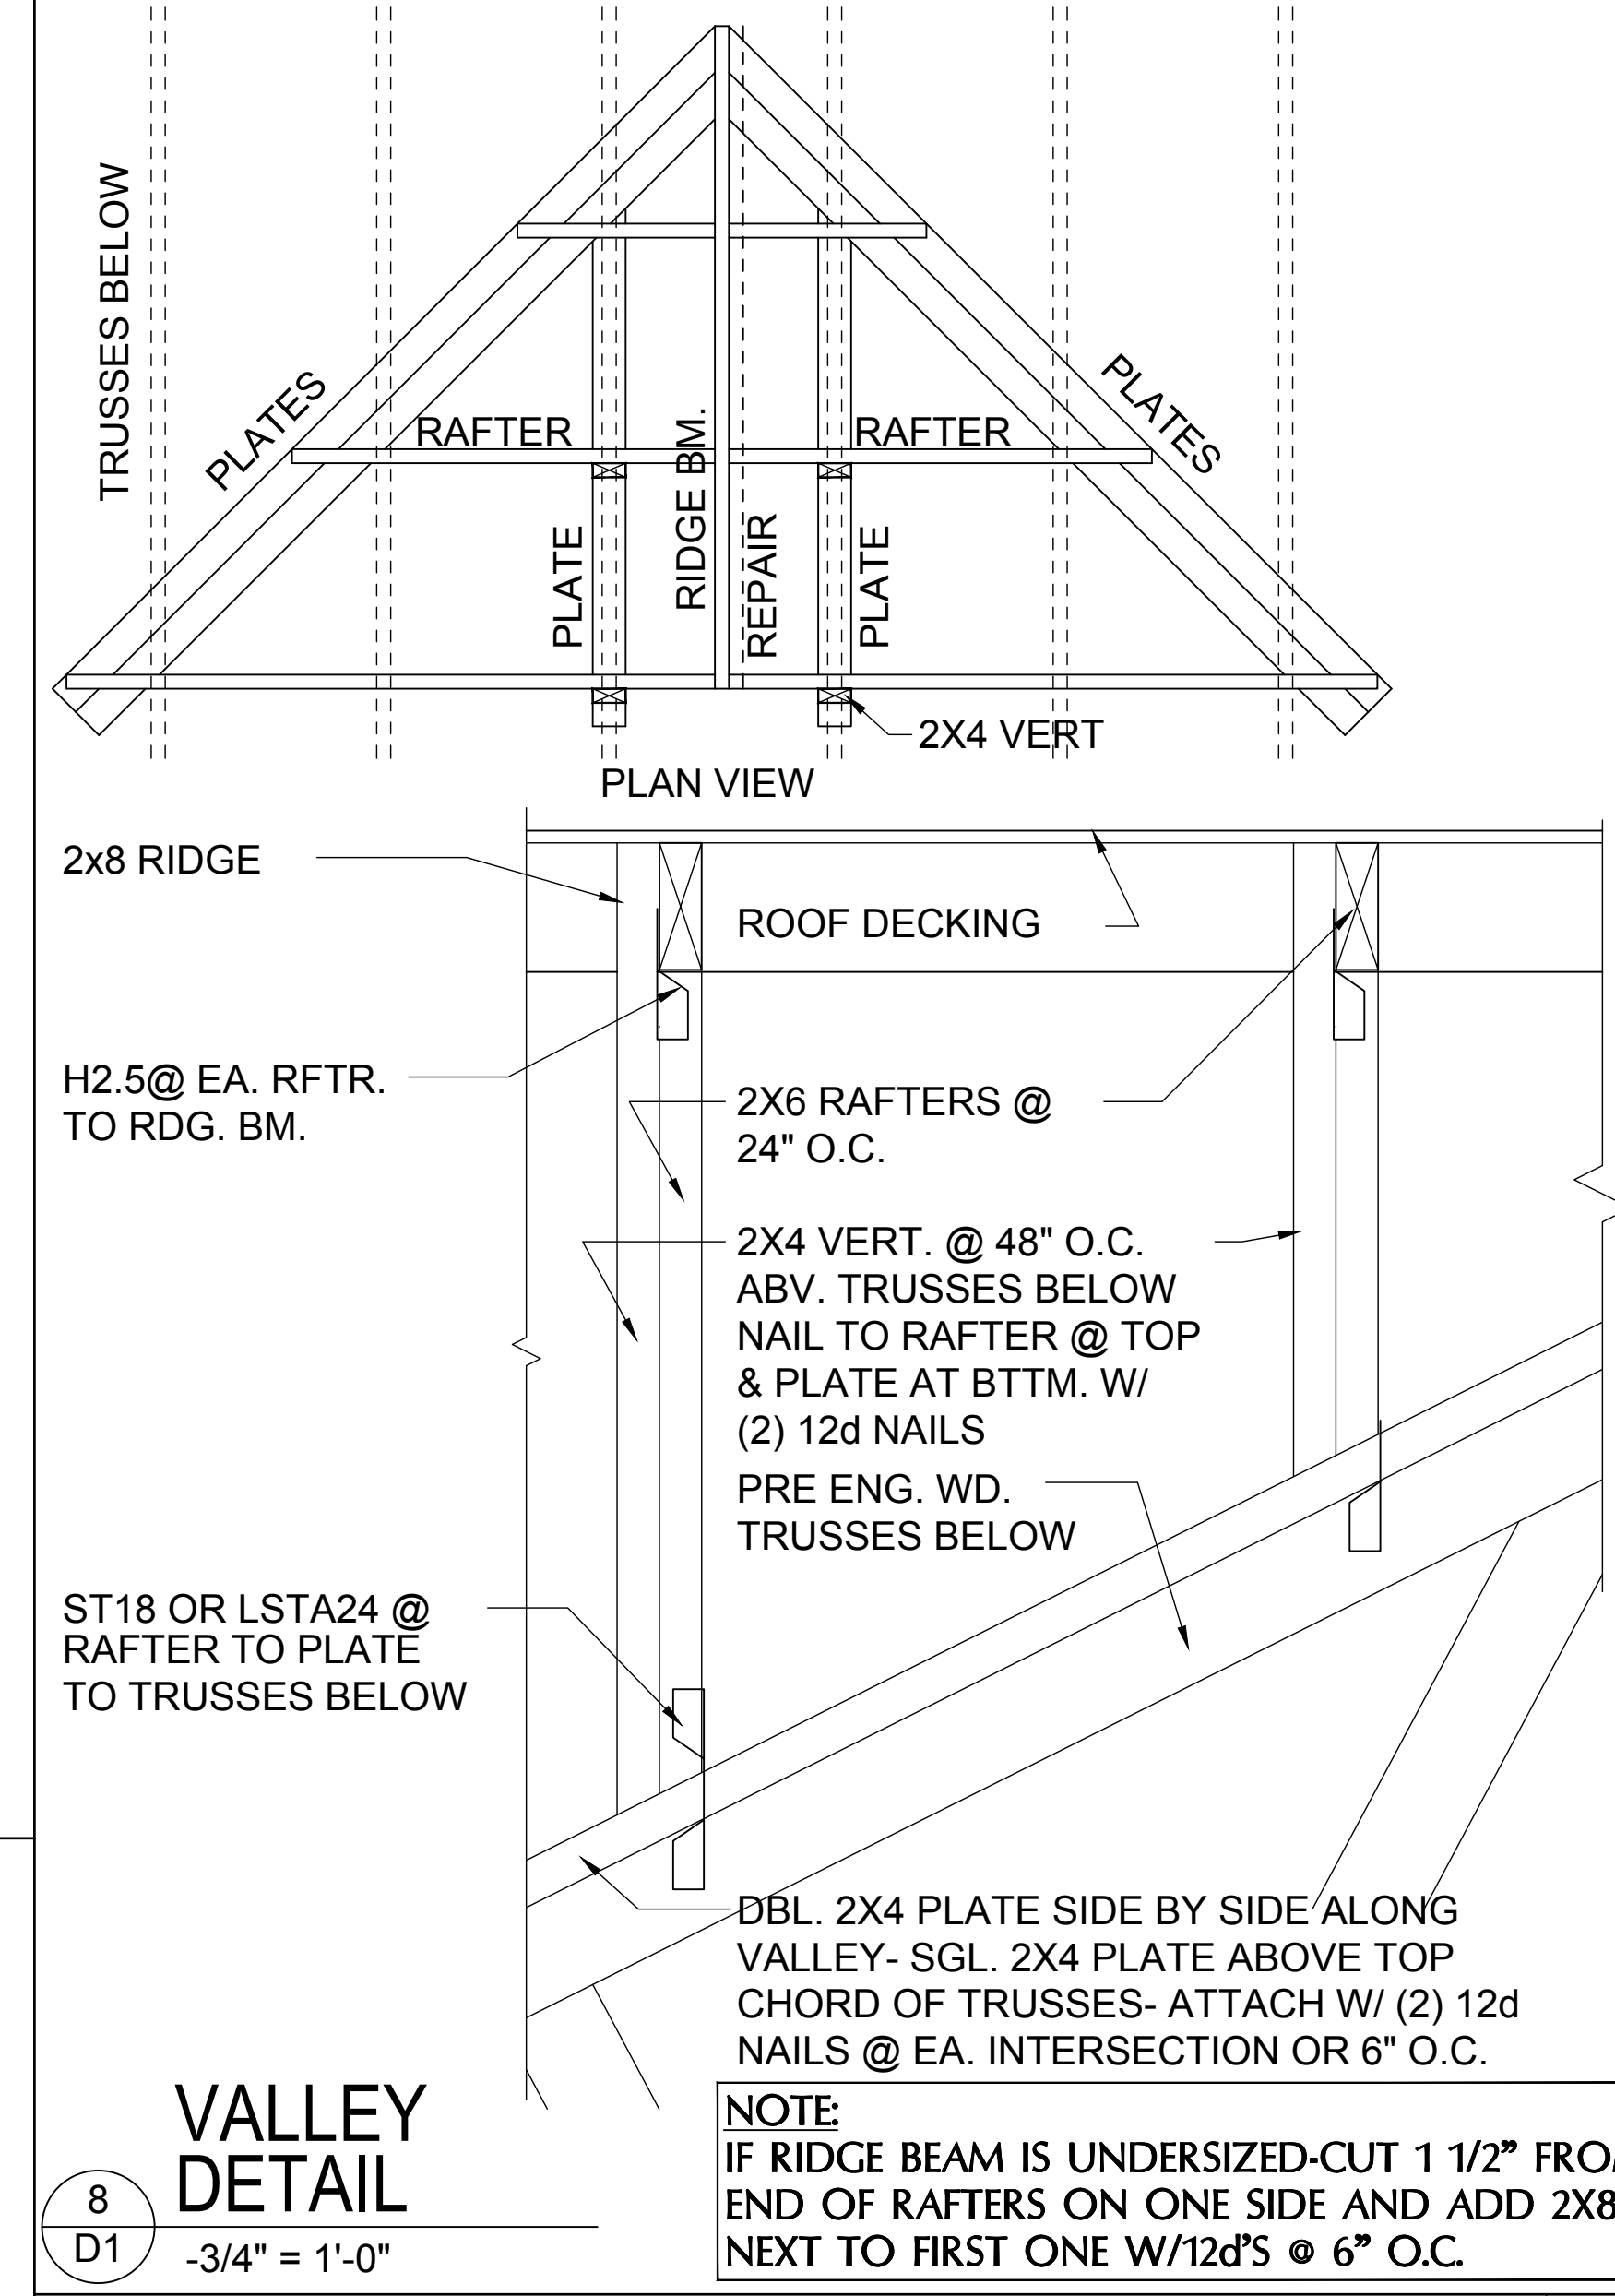 TRUSSES BELOW
PLATES
PLATES
RAFTER
RAFTER
RIDGE BM.
REPAIR
PLATE
PLATE
2X4 VERT
PLAN VIEW
2x8 RIDGE
ROOF DECKING
H2.5@ EA. RFTR.
TO RDG. BM.
2X6 RAFTERS @
24" O.C.
2X4 VERT. @ 48" O.C.
ABV. TRUSSES BELOW
NAIL TO RAFTER @ TOP
& PLATE AT BTTM. W/
(2) 12d NAILS
PRE ENG. WD.
TRUSSES BELOW
ST18 OR LSTA24 @
RAFTER TO PLATE
TO TRUSSES BELOW
DBL. 2X4 PLATE SIDE BY SIDE ALONG
VALLEY- SGL. 2X4 PLATE ABOVE TOP
CHORD OF TRUSSES- ATTACH W/ (2) 12d
NAILS @ EA. INTERSECTION OR 6" O.C.
VALLEY
DETAIL
8
D1
-3/4" = 1'-0"
NOTE:
IF RIDGE BEAM IS UNDERSIZED-CUT 1 1/2” 
END OF RAFTERS ON ONE SIDE AND ADD 2X8
NEXT TO FIRST ONE W/12d’S @ 6” O.C.